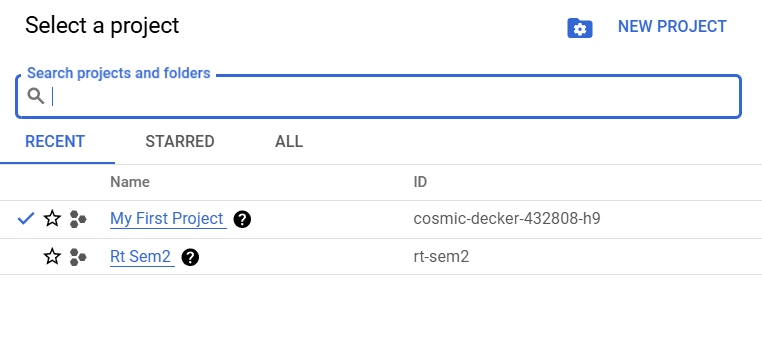 Select a project NEW PROJECT
Search projects and folders
RECENT STARRED ALL
Name ID
My First Project ? cosmic-decker-432808-h9
Rt Sem2 ? rt-sem2